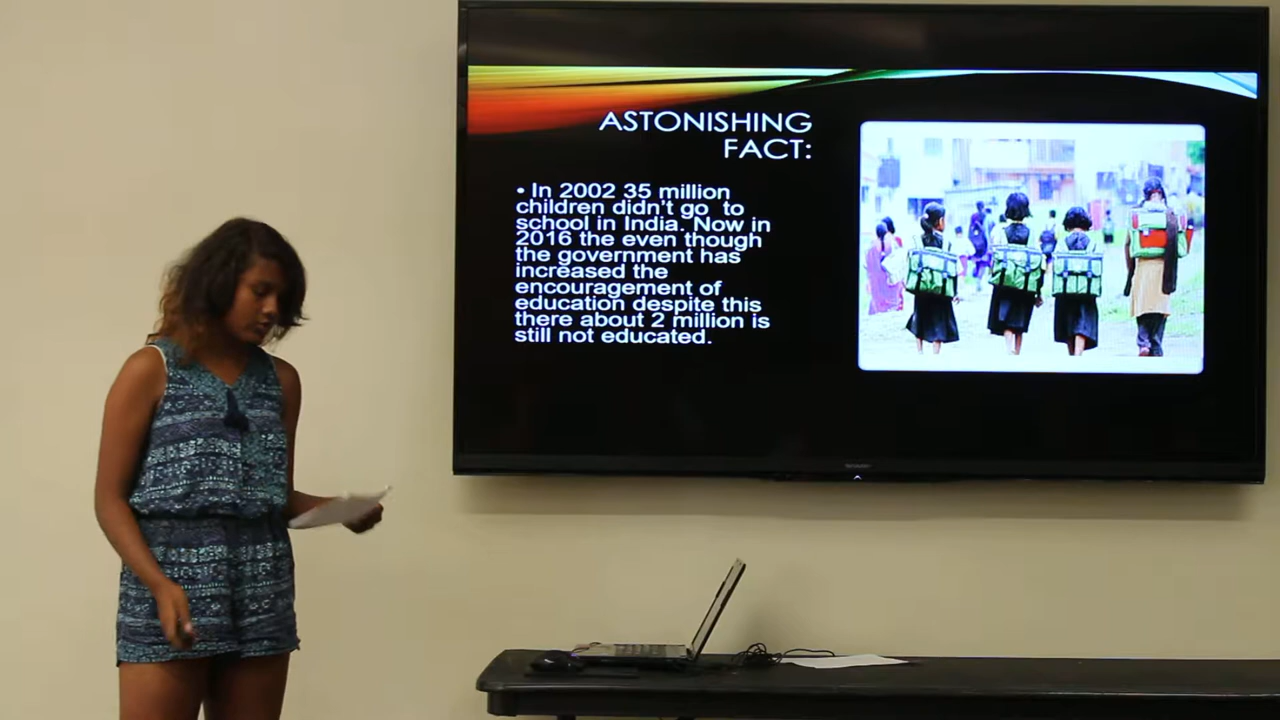 ASTONISHING
FACT:
• In 2002 35 million
children didn't go to
school in India. Now in
2016 the even though
the government has
increased the
encouragement of
education despite this
there about 2 million is
still not educated.
SHARP